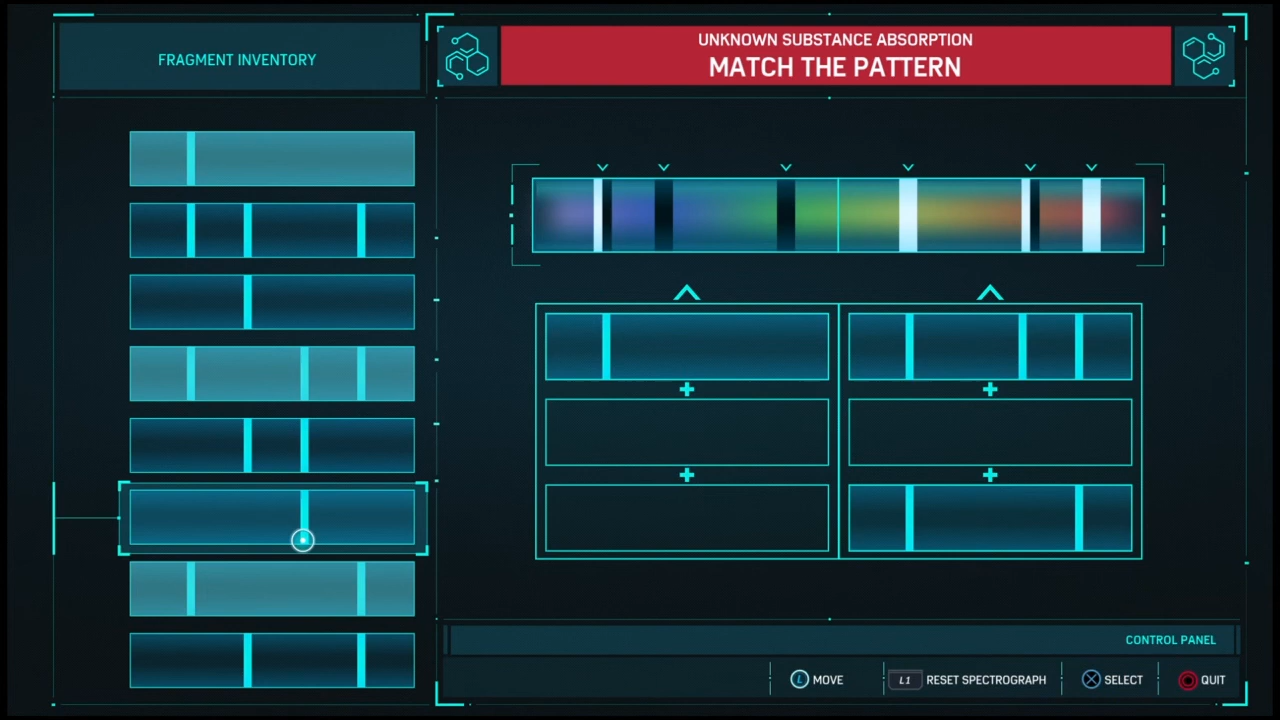 FRAGMENT INVENTORY
UNKNOWN SUBSTANCE ABSORPTION
MATCH THE PATTERN
CONTROL PANEL
L MOVE
L1 RESET SPECTROGRAPH
SELECT
QUIT